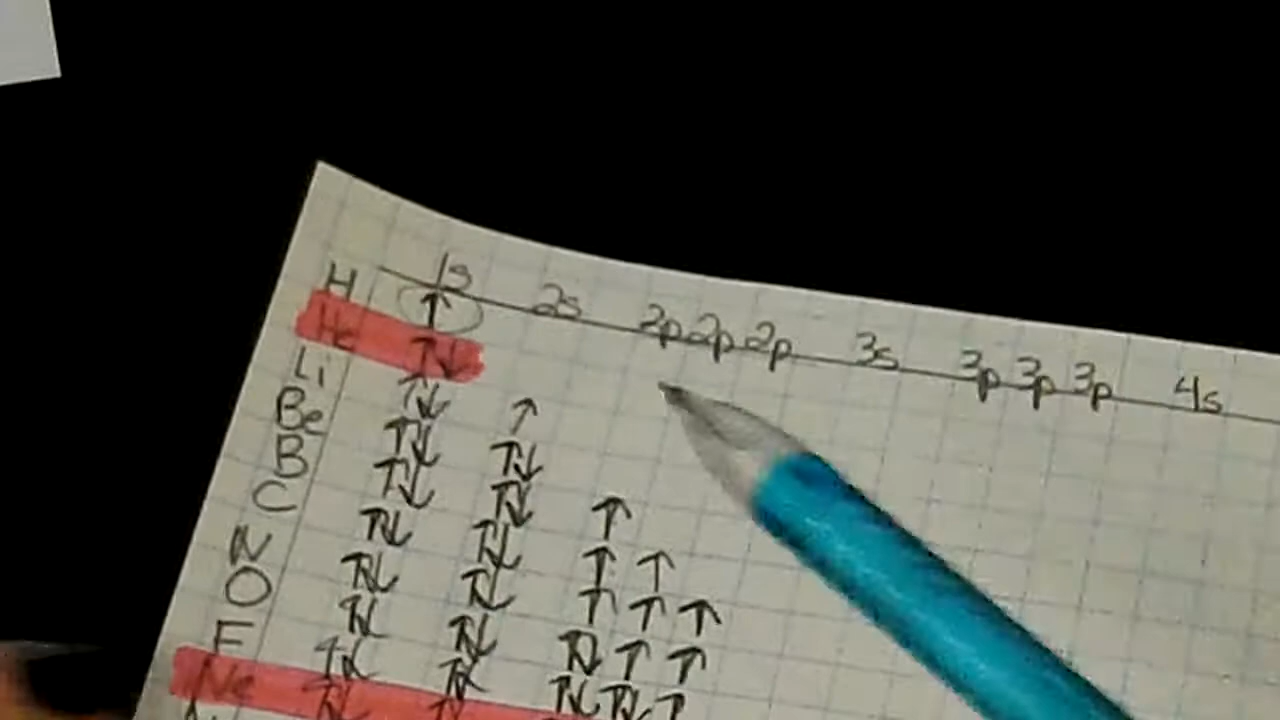 1s 2s 2p 2p 2p 3s 3p 3p 3p 4s
H ↑
He ↑↓
Li ↑↓ ↑
Be ↑↓ ↑↓
B ↑↓ ↑↓ ↑
C ↑↓ ↑↓ ↑ ↑
N ↑↓ ↑↓ ↑ ↑ ↑
O ↑↓ ↑↓ ↑↓ ↑ ↑
F ↑↓ ↑↓ ↑↓ ↑↓ ↑
Ne ↑↓ ↑↓